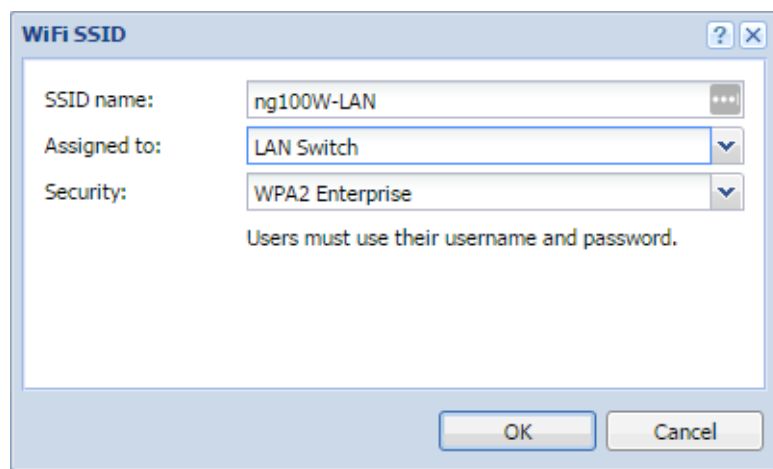 WiFi SSID
SSID name: ng100W-LAN
Assigned to: LAN Switch
Security: WPA2 Enterprise
Users must use their username and password.
OK Cancel